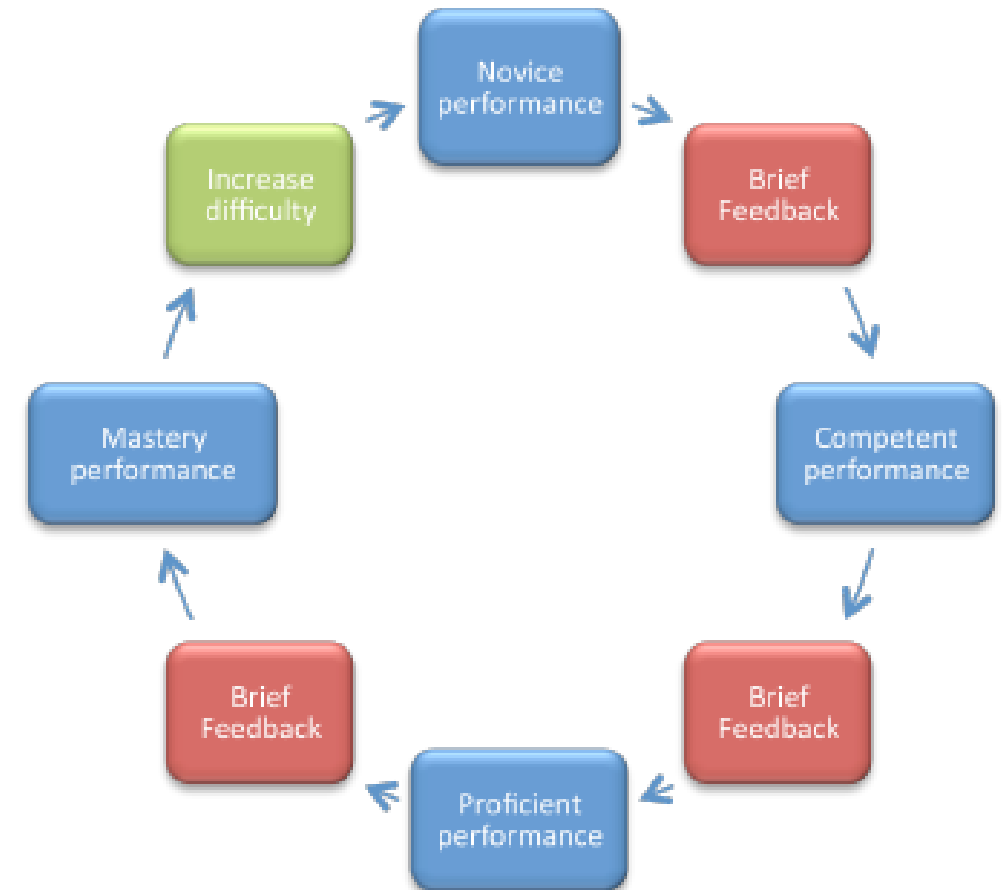 Novice
performance
Brief
Feedback
Competent
performance
Brief
Feedback
Proficient
performance
Brief
Feedback
Mastery
performance
Increase
difficulty